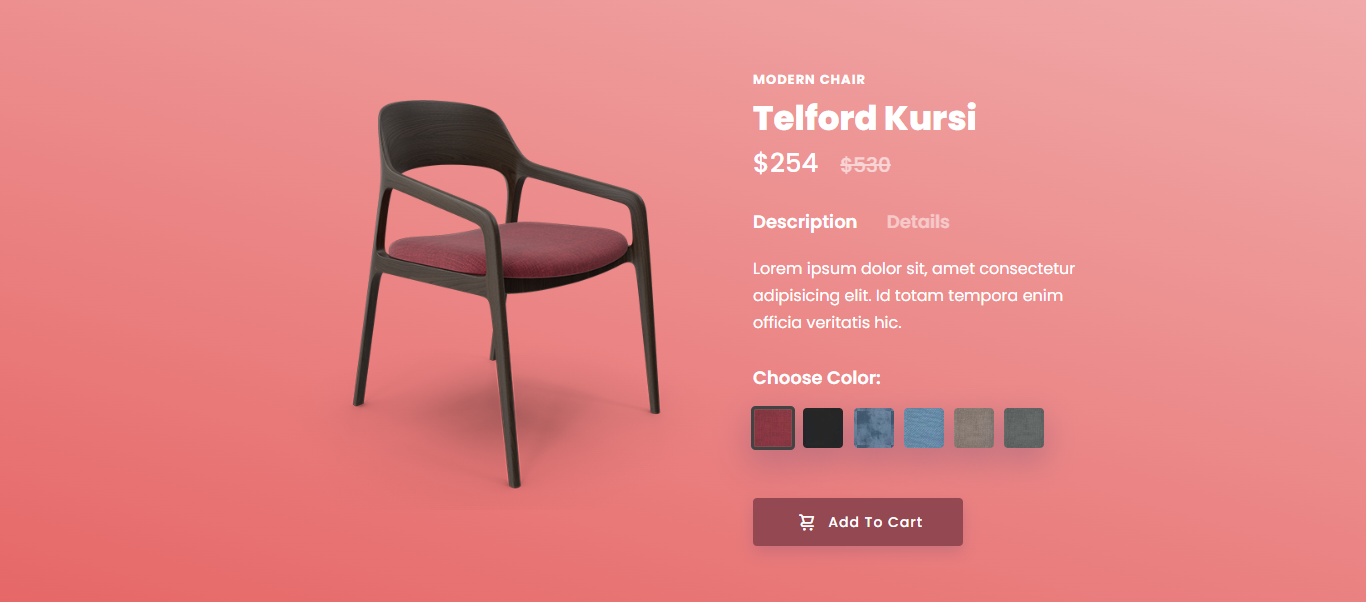 MODERN CHAIR
Telford Kursi
$254 $530
Description Details
Lorem ipsum dolor sit, amet consectetur
adipisicing elit. Id totam tempora enim
officia veritatis hic.
Choose Color:
Add To Cart